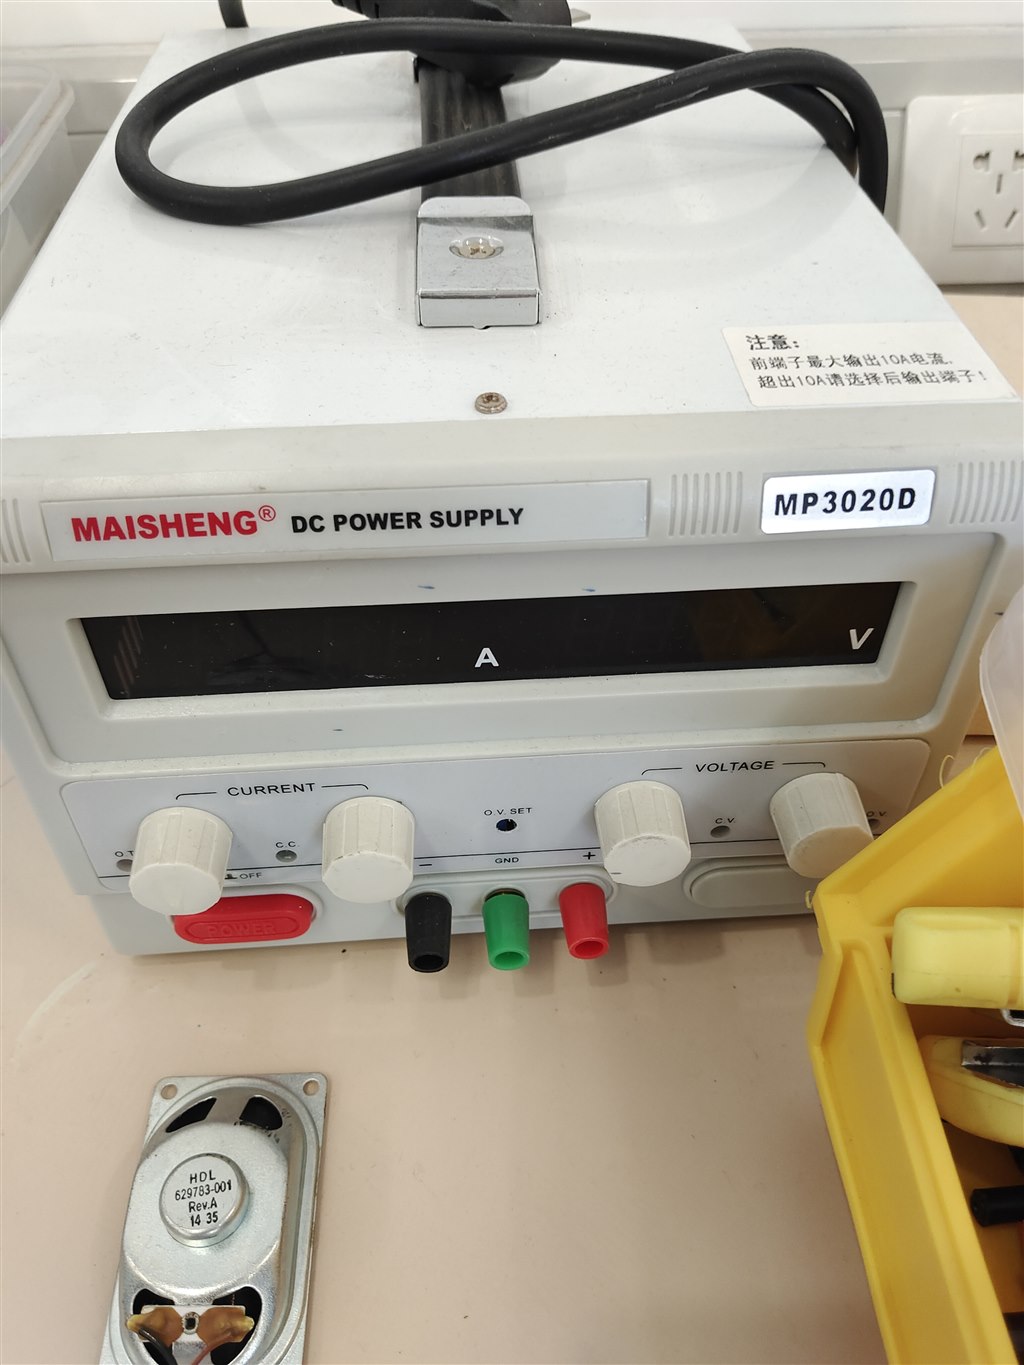 注意:
前端子最大输出10A电流,
超出10A请选择后输出端子!
MAISHENG® DC POWER SUPPLY
MP3020D
A
V
CURRENT
VOLTAGE
O.V. SET
C.C.
C.V.
O.T
O.V.
OFF
−
GND
+
POWER
HDL
629783-001
Rev.A
14 35